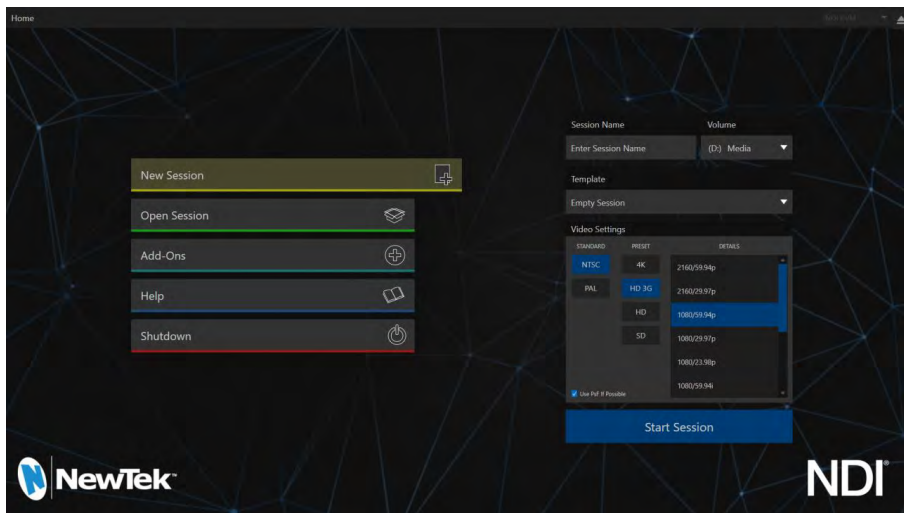 Home
New Session
Open Session
Add-Ons
Help
Shutdown
Session Name Volume
Enter Session Name (D:) Media
Template
Empty Session
Video Settings
STANDARD PRESET DETAILS
NTSC 4K 2160/59.94p
PAL HD 3G 2160/29.97p
HD 1080/59.94p
SD 1080/29.97p
1080/23.98p
1080/59.94i
Use PsF If Possible
Start Session
NewTek™
NDI®